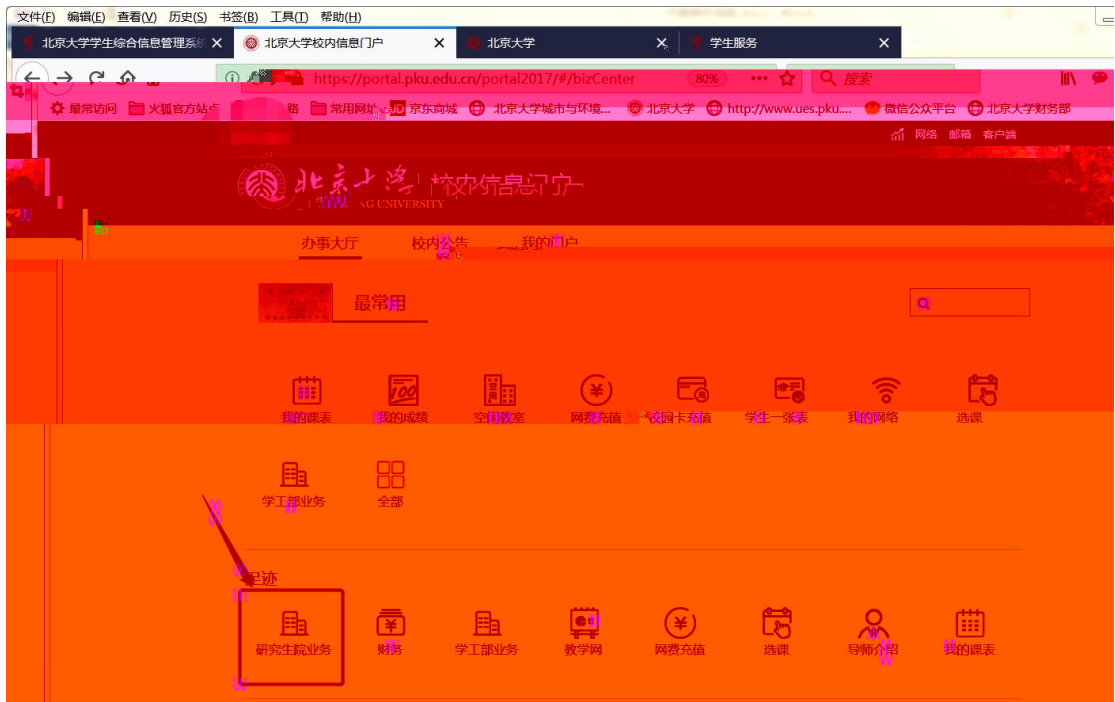 文件(F) 编辑(E) 查看(V) 历史(S) 书签(B) 工具(T) 帮助(H)
北京大学学生综合信息管理系统 北京大学校内信息门户 北京大学 学生服务
https://portal.pku.edu.cn/portal2017/#/bizCenter 80% 搜索
最常访问 火狐官方站点 常用网址 京东商城 北京大学城市与环境... 北京大学 http://www.ues.pku.... 微信公众平台 北京大学财务部
网络 邮箱 客户端
北京大学 校内信息门户
NG UNIVERSITY
办事大厅 校内公告 我的门户
最常用
我的课表 我的成绩 空闲教室 网费充值 校园卡充值 学生一张表 我的网络 选课
学工部业务 全部
足迹
研究生院业务 财务 学工部业务 教学网 网费充值 选课 导师介绍 我的课表